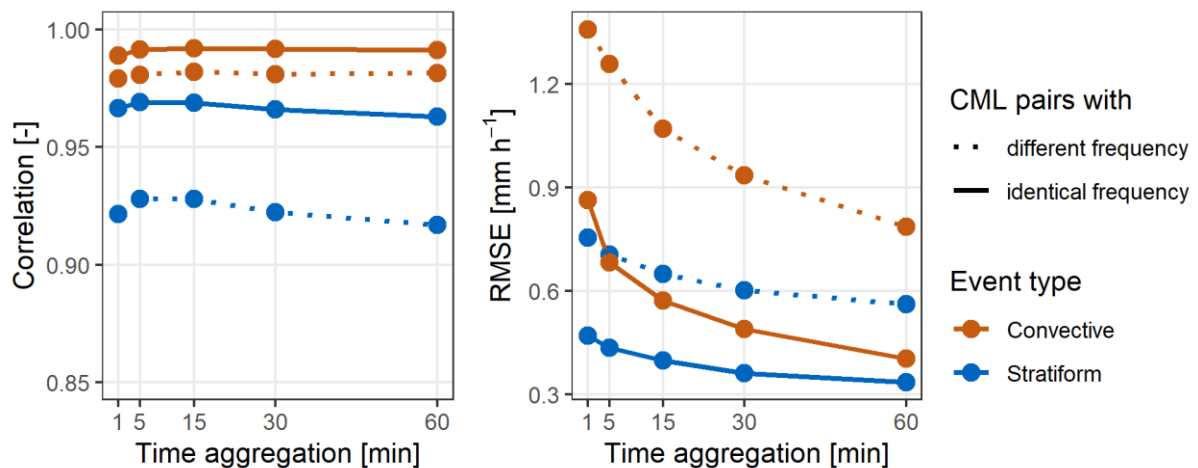 1.00
0.95
0.90
0.85
Correlation [-]
1 5 15 30 60
Time aggregation [min]
1.2
0.9
0.6
0.3
RMSE [mm h⁻¹]
1 5 15 30 60
Time aggregation [min]
CML pairs with
different frequency
identical frequency
Event type
Convective
Stratiform